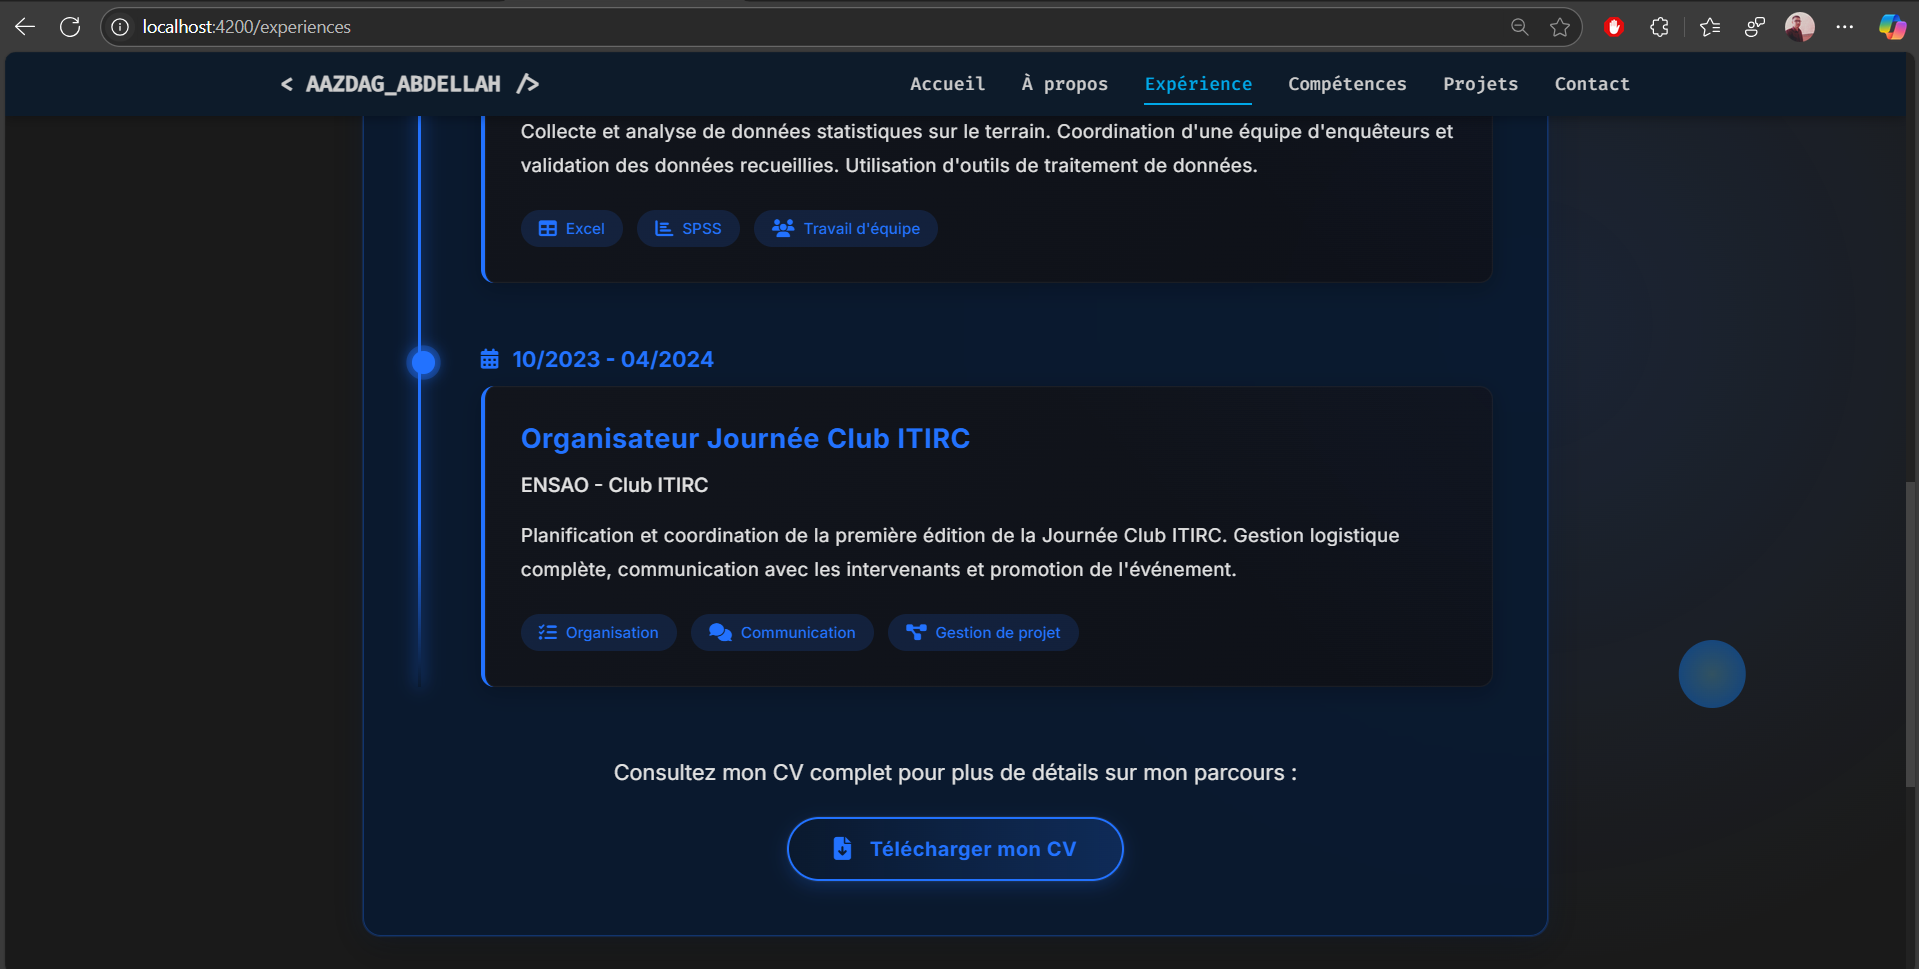 localhost:4200/experiences
< AAZDAG_ABDELLAH />
Accueil
À propos
Expérience
Compétences
Projets
Contact
Collecte et analyse de données statistiques sur le terrain. Coordination d'une équipe d'enquêteurs et
validation des données recueillies. Utilisation d'outils de traitement de données.
Excel
SPSS
Travail d'équipe
10/2023 - 04/2024
Organisateur Journée Club ITIRC
ENSAO - Club ITIRC
Planification et coordination de la première édition de la Journée Club ITIRC. Gestion logistique
complète, communication avec les intervenants et promotion de l'événement.
Organisation
Communication
Gestion de projet
Consultez mon CV complet pour plus de détails sur mon parcours :
Télécharger mon CV